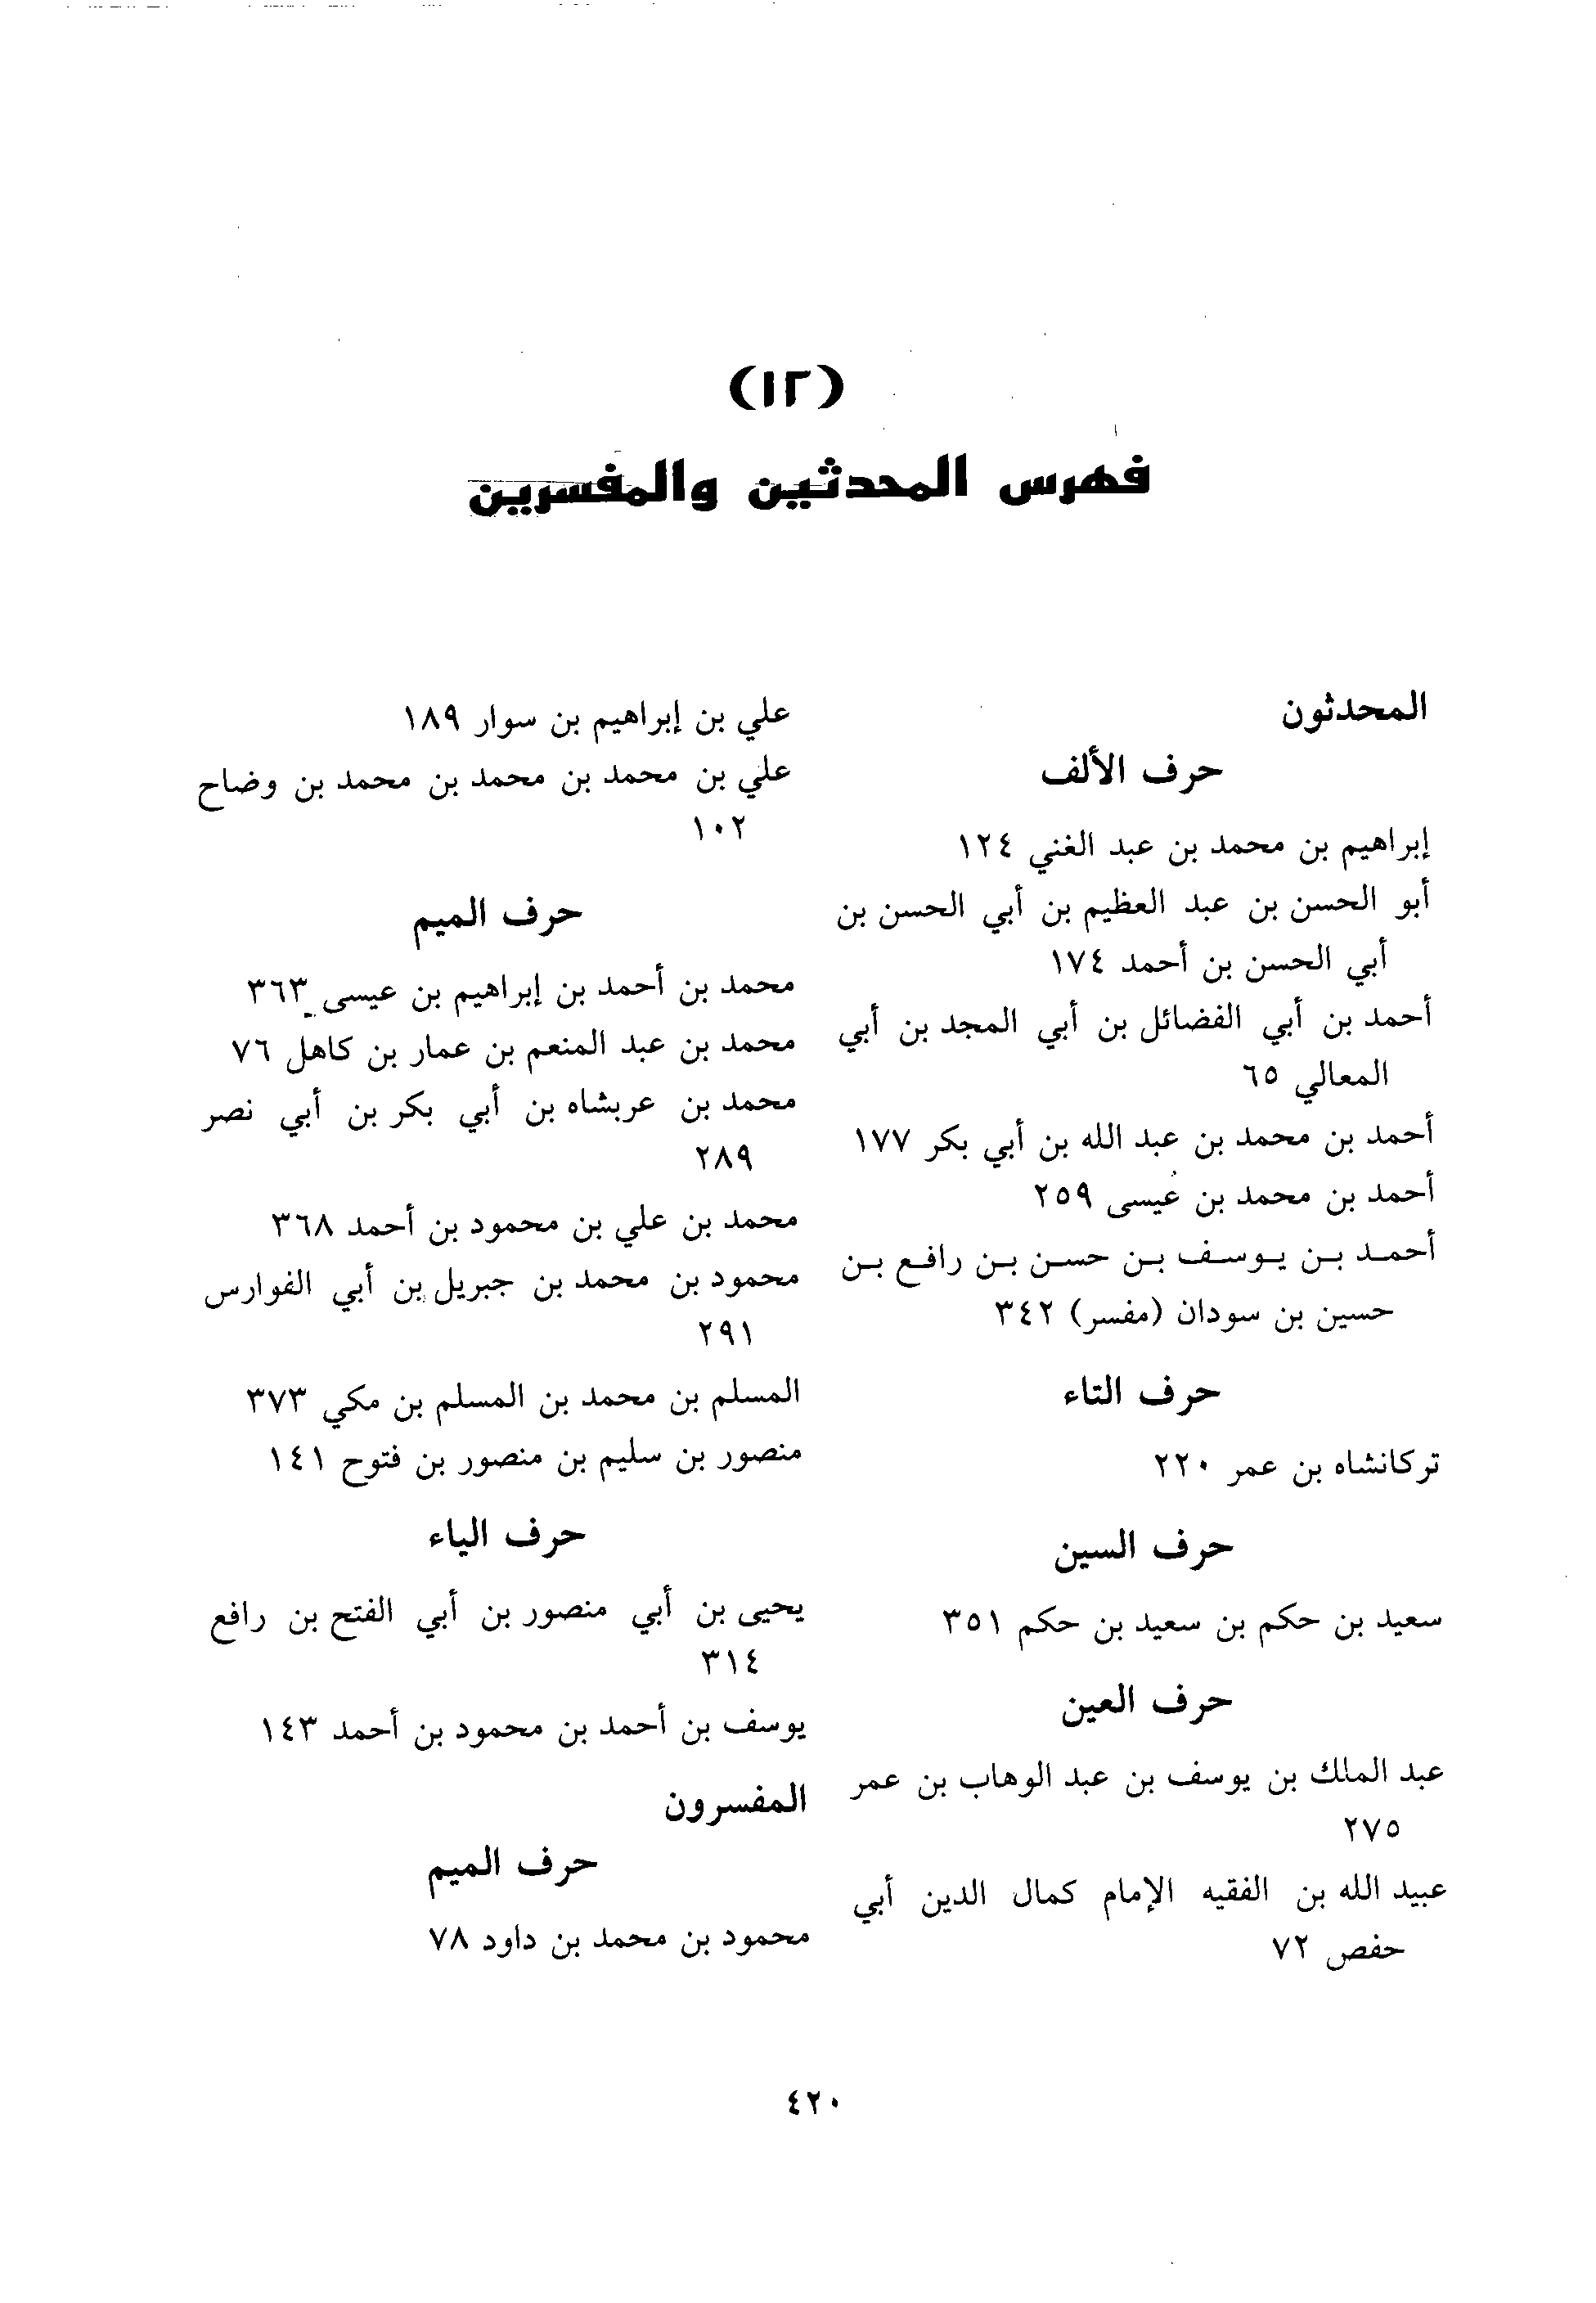 (١٢)
فهرس المحدثين والمفسرين
المحدثون
حرف الألف
إبراهيم بن محمد بن عبد الغني ١٢٤
أبو الحسن بن عبد العظيم بن أبي الحسن بن
أبي الحسن بن أحمد ١٧٤
أحمد بن أبي الفضائل بن أبي المجد بن أبي
المعالي ٦٥
أحمد بن محمد بن عبد الله بن أبي بكر ١٧٧
أحمد بن محمد بن عيسى ٢٥٩
أحمـد بـن يـوسـف بـن حسـن بـن رافـع بـن
حسين بن سودان (مفسر) ٣٤٢
حرف التاء
تركانشاه بن عمر ٢٢٠
حرف السين
سعيد بن حكم بن سعيد بن حكم ٣٥١
حرف العين
عبد الملك بن يوسف بن عبد الوهاب بن عمر
٢٧٥
عبيد الله بن الفقيه الإمام كمال الدين أبي
حفص ٧٢
علي بن إبراهيم بن سوار ١٨٩
علي بن محمد بن محمد بن محمد بن وضاح
١٠٢
حرف الميم
محمد بن أحمد بن إبراهيم بن عيسى ٣٦٣
محمد بن عبد المنعم بن عمار بن كاهل ٧٦
محمد بن عربشاه بن أبي بكر بن أبي نصر
٢٨٩
محمد بن علي بن محمود بن أحمد ٣٦٨
محمود بن محمد بن جبريل بن أبي الفوارس
٢٩١
المسلم بن محمد بن المسلم بن مكي ٣٧٣
منصور بن سليم بن منصور بن فتوح ١٤١
حرف الياء
يحيى بن أبي منصور بن أبي الفتح بن رافع
٣١٤
يوسف بن أحمد بن محمود بن أحمد ١٤٣
المفسرون
حرف الميم
محمود بن محمد بن داود ٧٨
٤٢٠